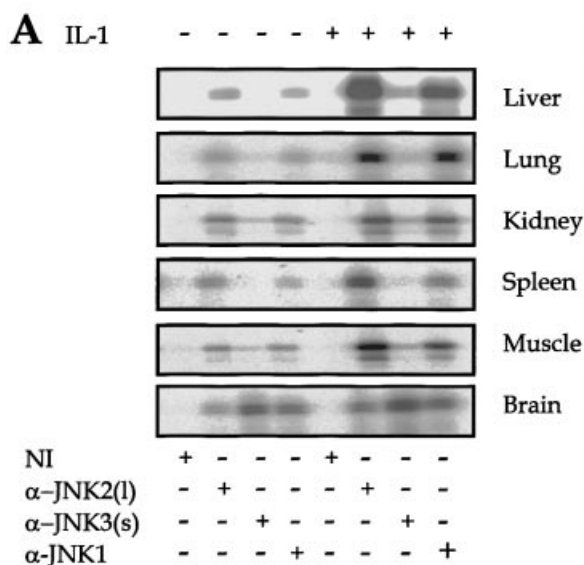 A IL-1 - - - - + + + +
Liver
Lung
Kidney
Spleen
Muscle
Brain
NI + - - - + - - -
α-JNK2(l) - + - - - + - -
α-JNK3(s) - - + - - - + -
α-JNK1 - - - + - - - +